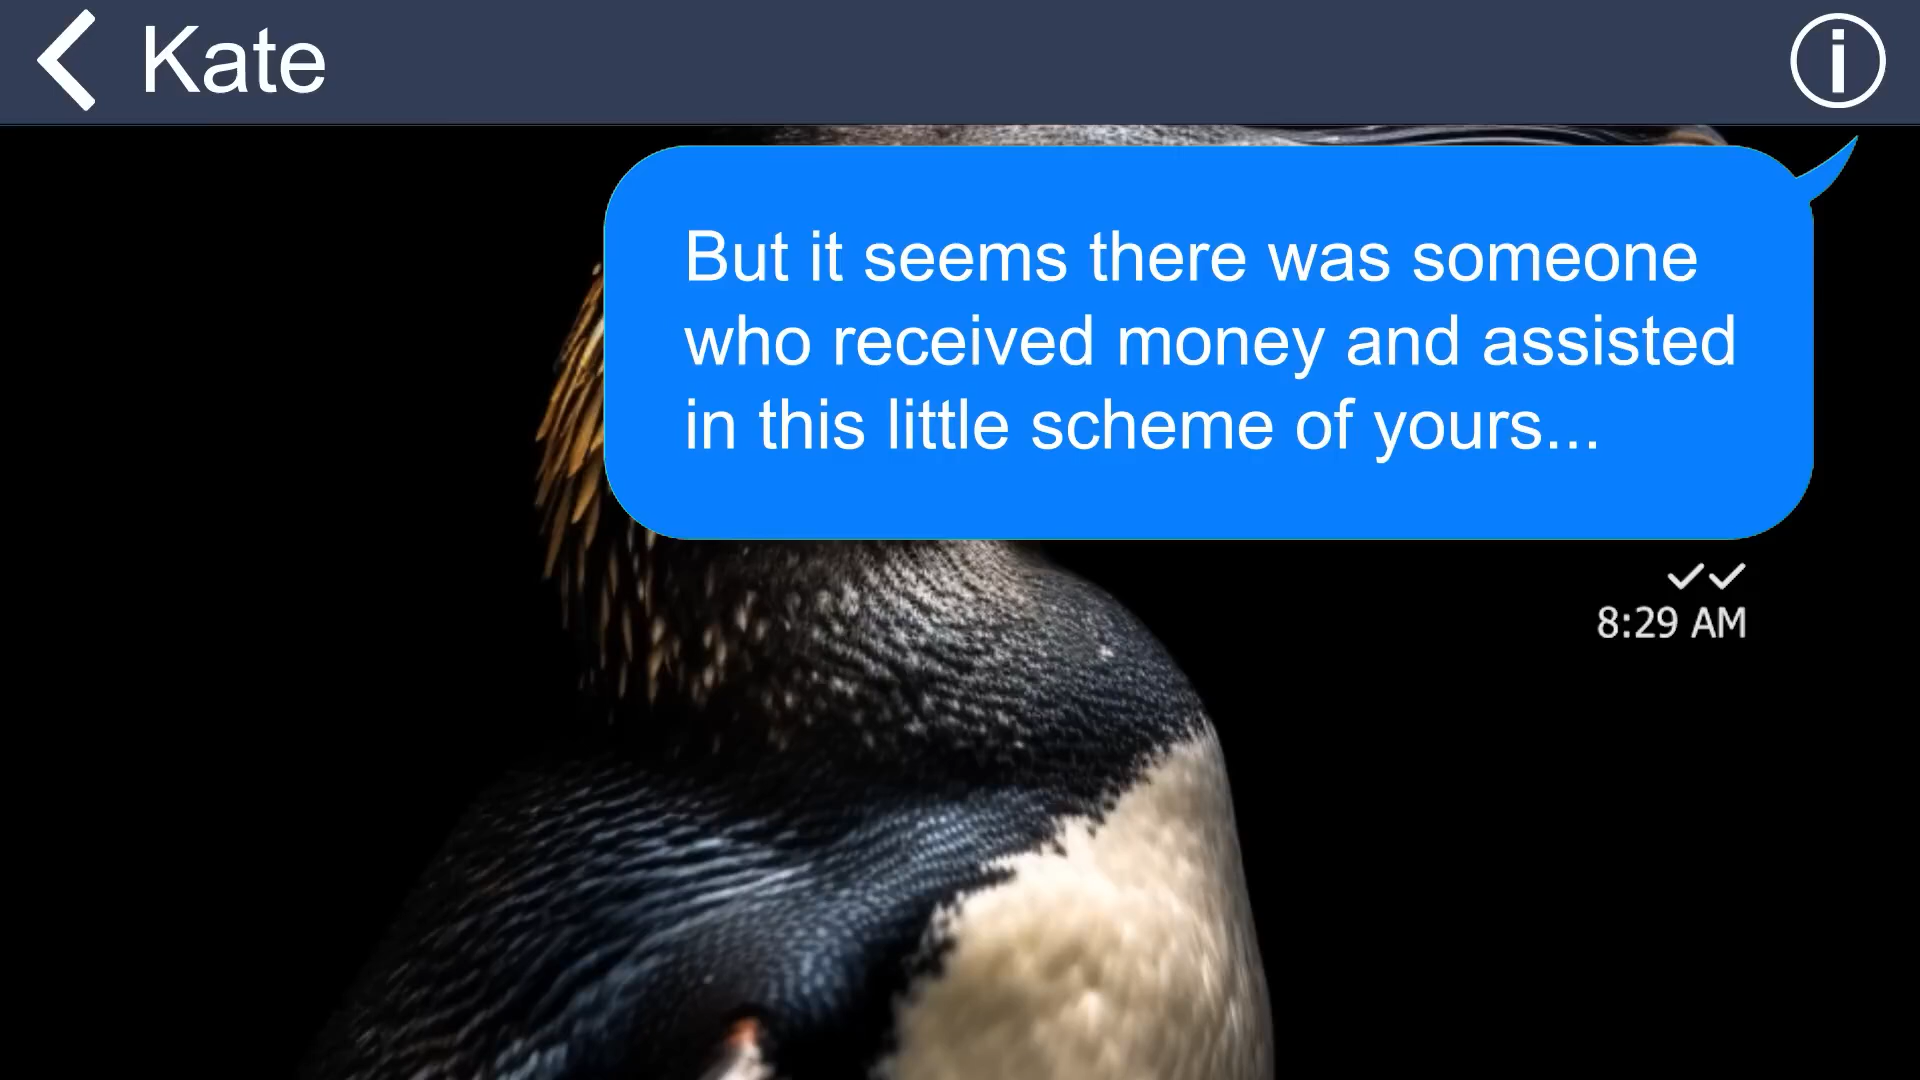 Kate
But it seems there was someone
who received money and assisted
in this little scheme of yours...
8:29 AM